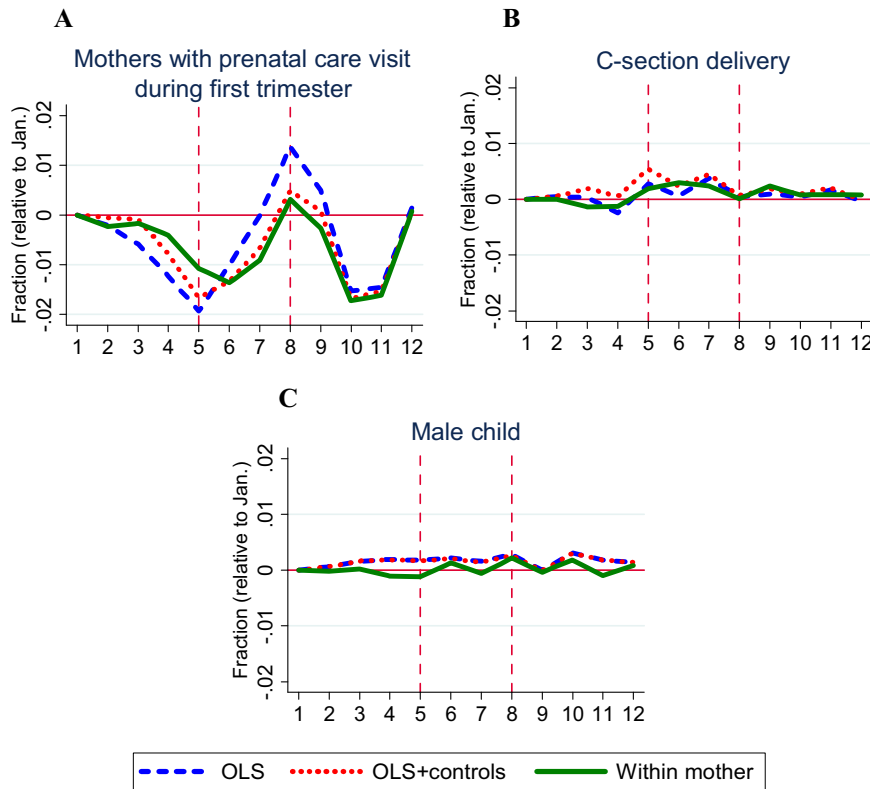 A
Mothers with prenatal care visit
during first trimester
Fraction (relative to Jan.)
.02
.01
0
-.01
-.02
1 2 3 4 5 6 7 8 9 10 11 12
B
C-section delivery
Fraction (relative to Jan.)
.02
.01
0
-.01
-.02
1 2 3 4 5 6 7 8 9 10 11 12
C
Male child
Fraction (relative to Jan.)
.02
.01
0
-.01
-.02
1 2 3 4 5 6 7 8 9 10 11 12
OLS OLS+controls Within mother